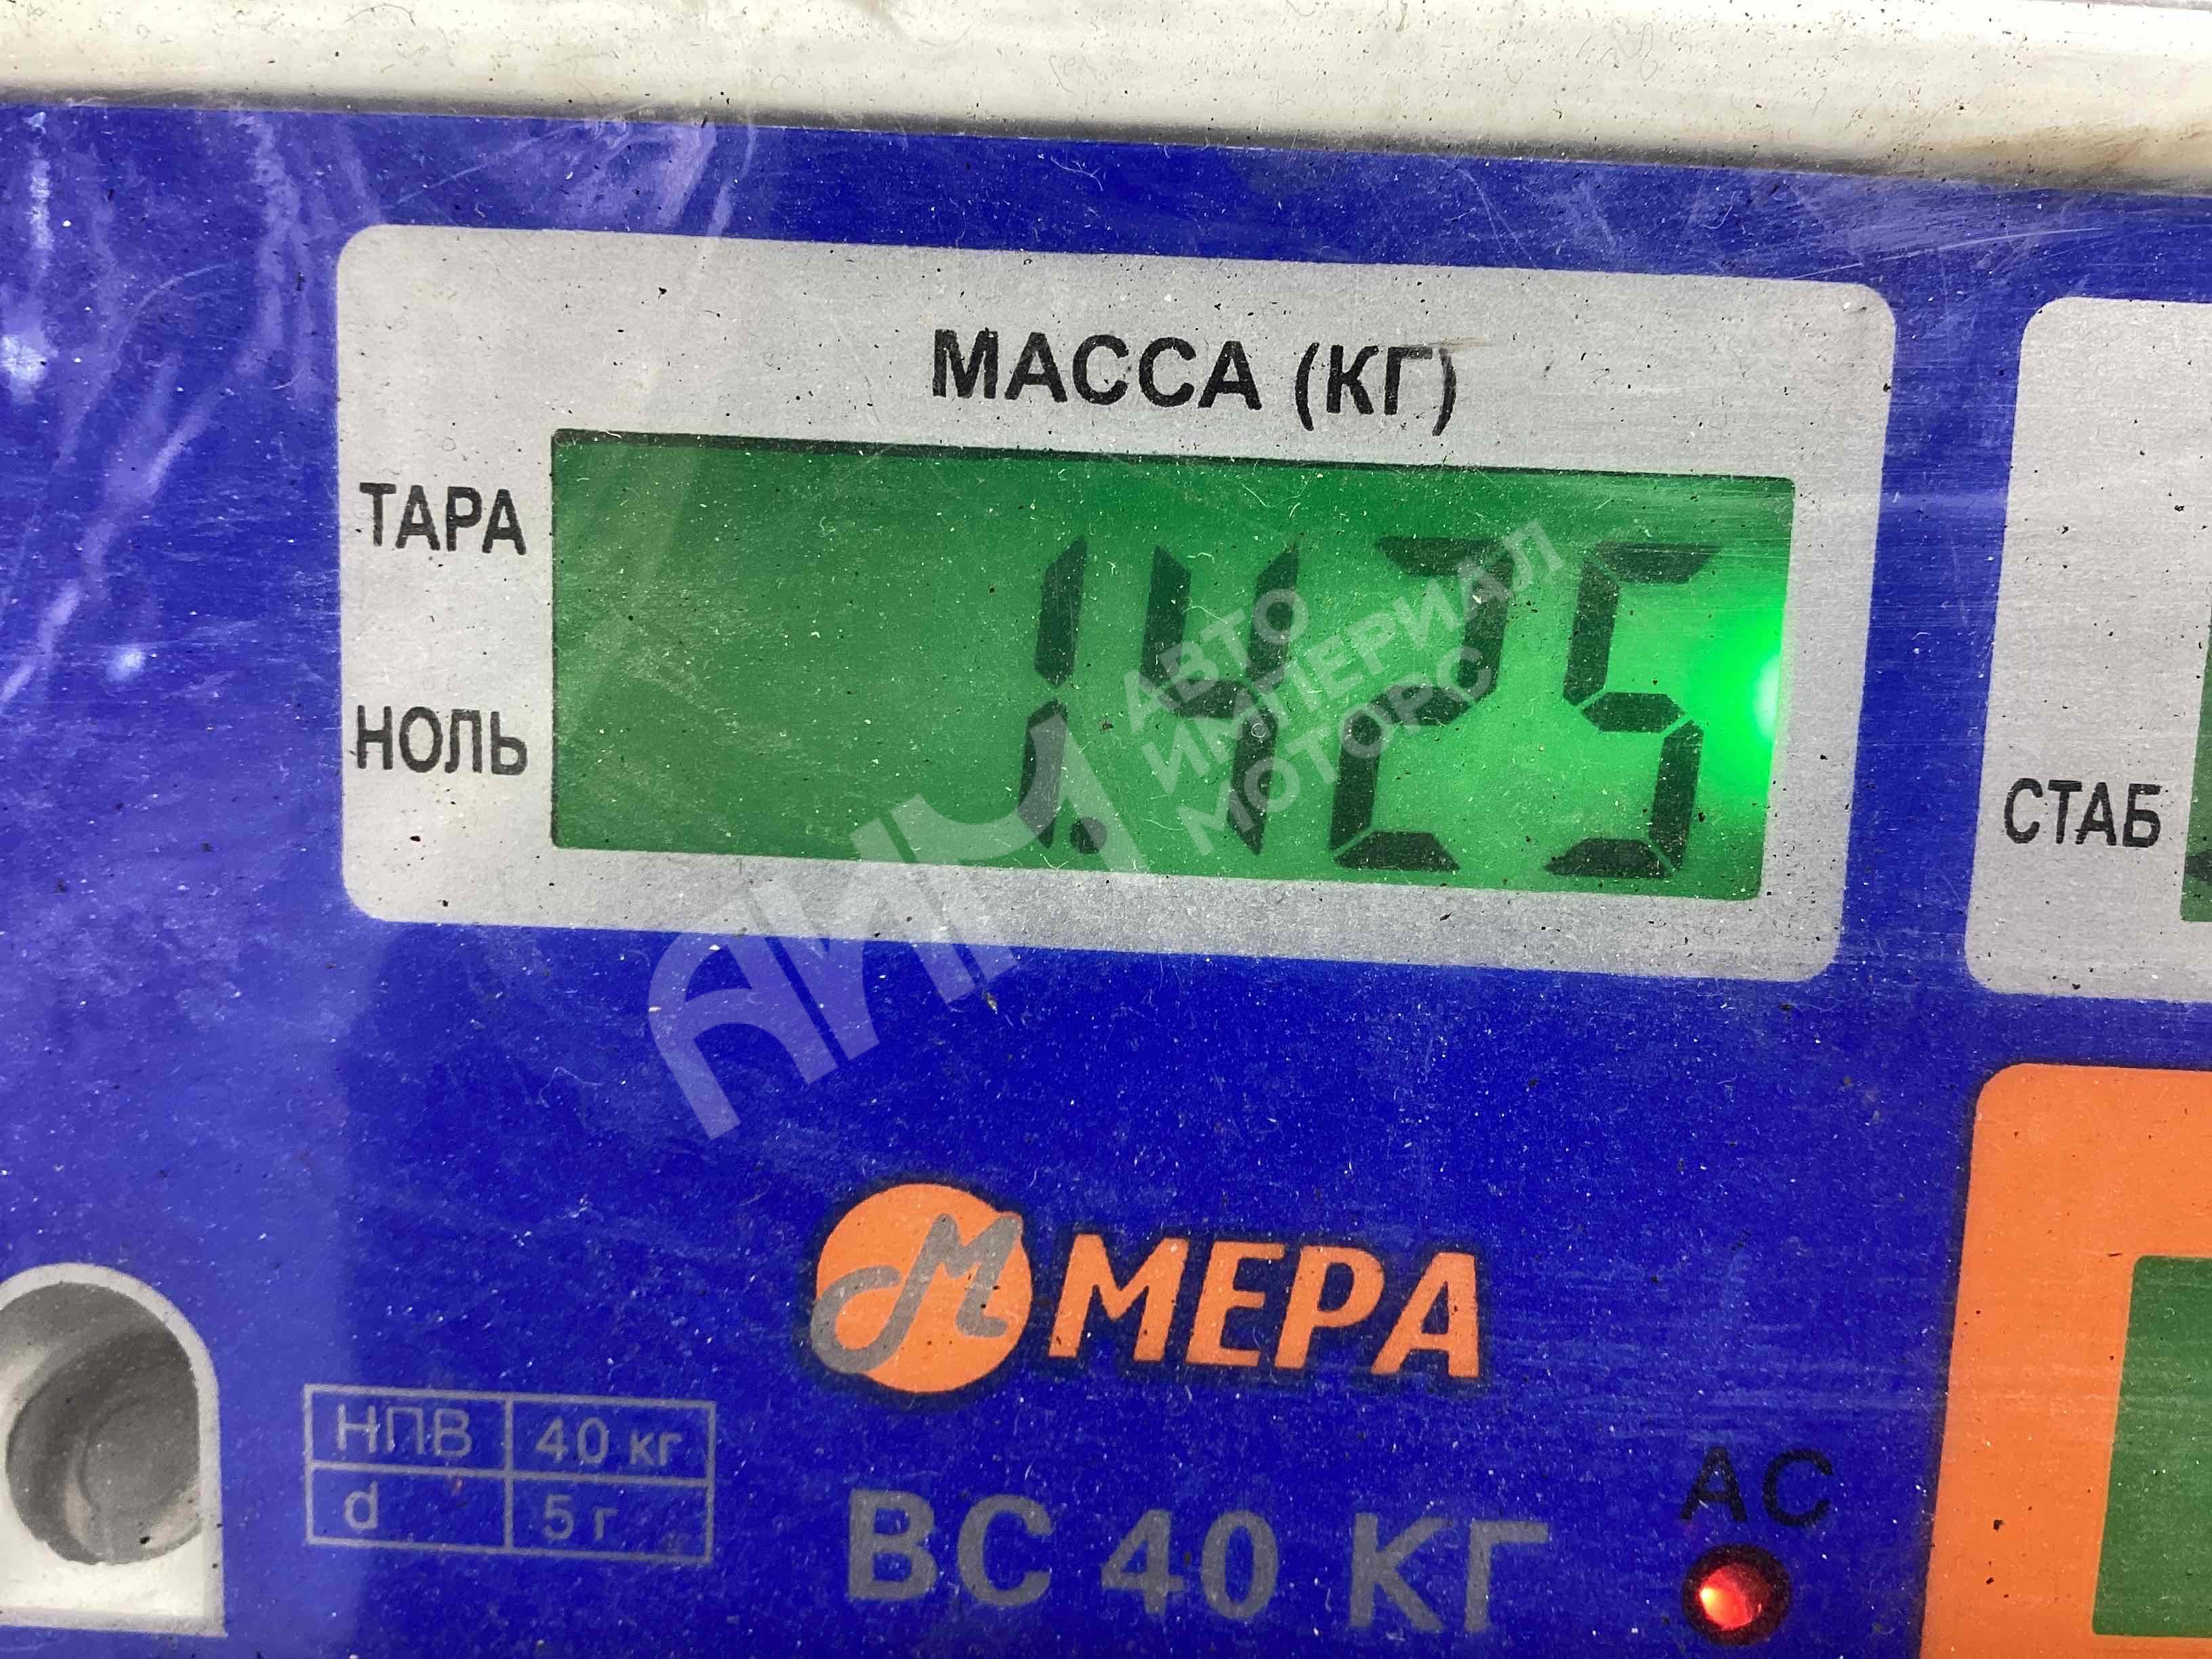 МАССА (КГ)
ТАРА
1.425
НОЛЬ
СТАБ
АИМ
АВТО
ИМПЕРИАЛ
МОТОРС
МЕРА
НПВ 40 кг
d 5 г
ВС 40 КГ
АС